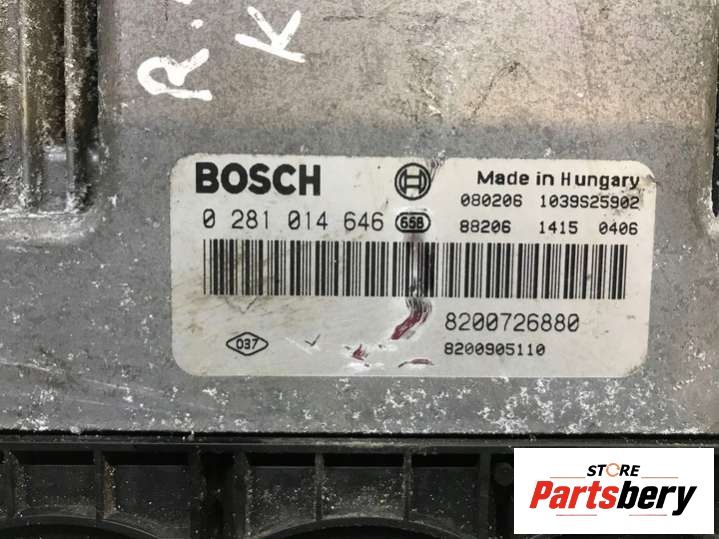 R.
K
BOSCH
Made in Hungary
080206 1039S25902
0 281 014 646 658
88206 1415 0406
8200726880
037
8200905110
STORE
Partsbery